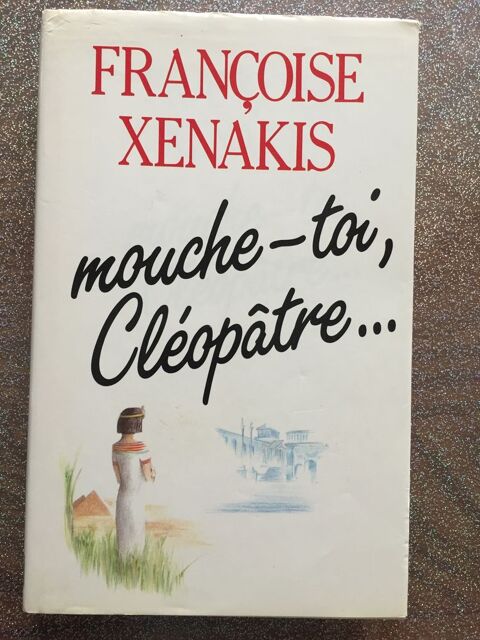 FRANÇOISE
XENAKIS
mouche-toi,
Cléopâtre...